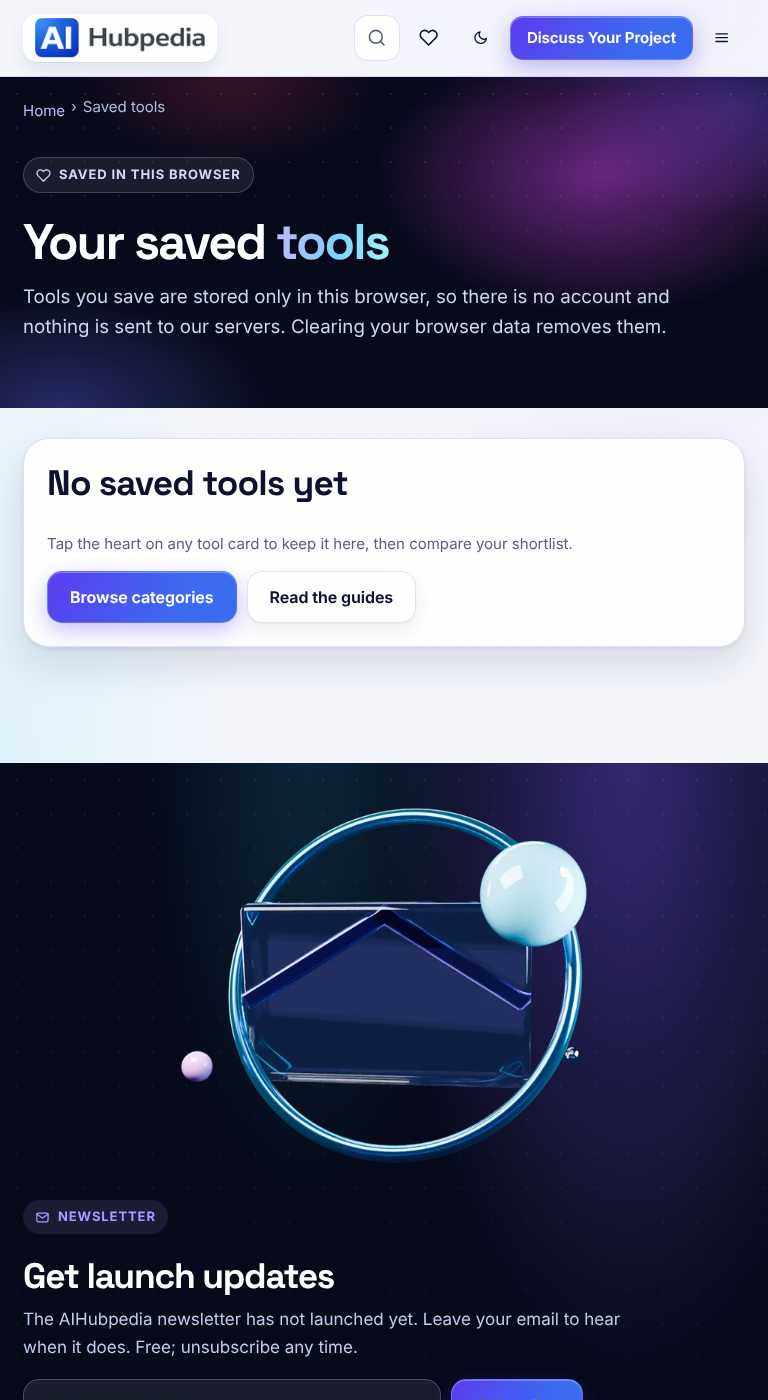 AI Hubpedia
Discuss Your Project
Home › Saved tools
SAVED IN THIS BROWSER
Your saved tools
Tools you save are stored only in this browser, so there is no account and
nothing is sent to our servers. Clearing your browser data removes them.
No saved tools yet
Tap the heart on any tool card to keep it here, then compare your shortlist.
Browse categories
Read the guides
NEWSLETTER
Get launch updates
The AIHubpedia newsletter has not launched yet. Leave your email to hear
when it does. Free; unsubscribe any time.